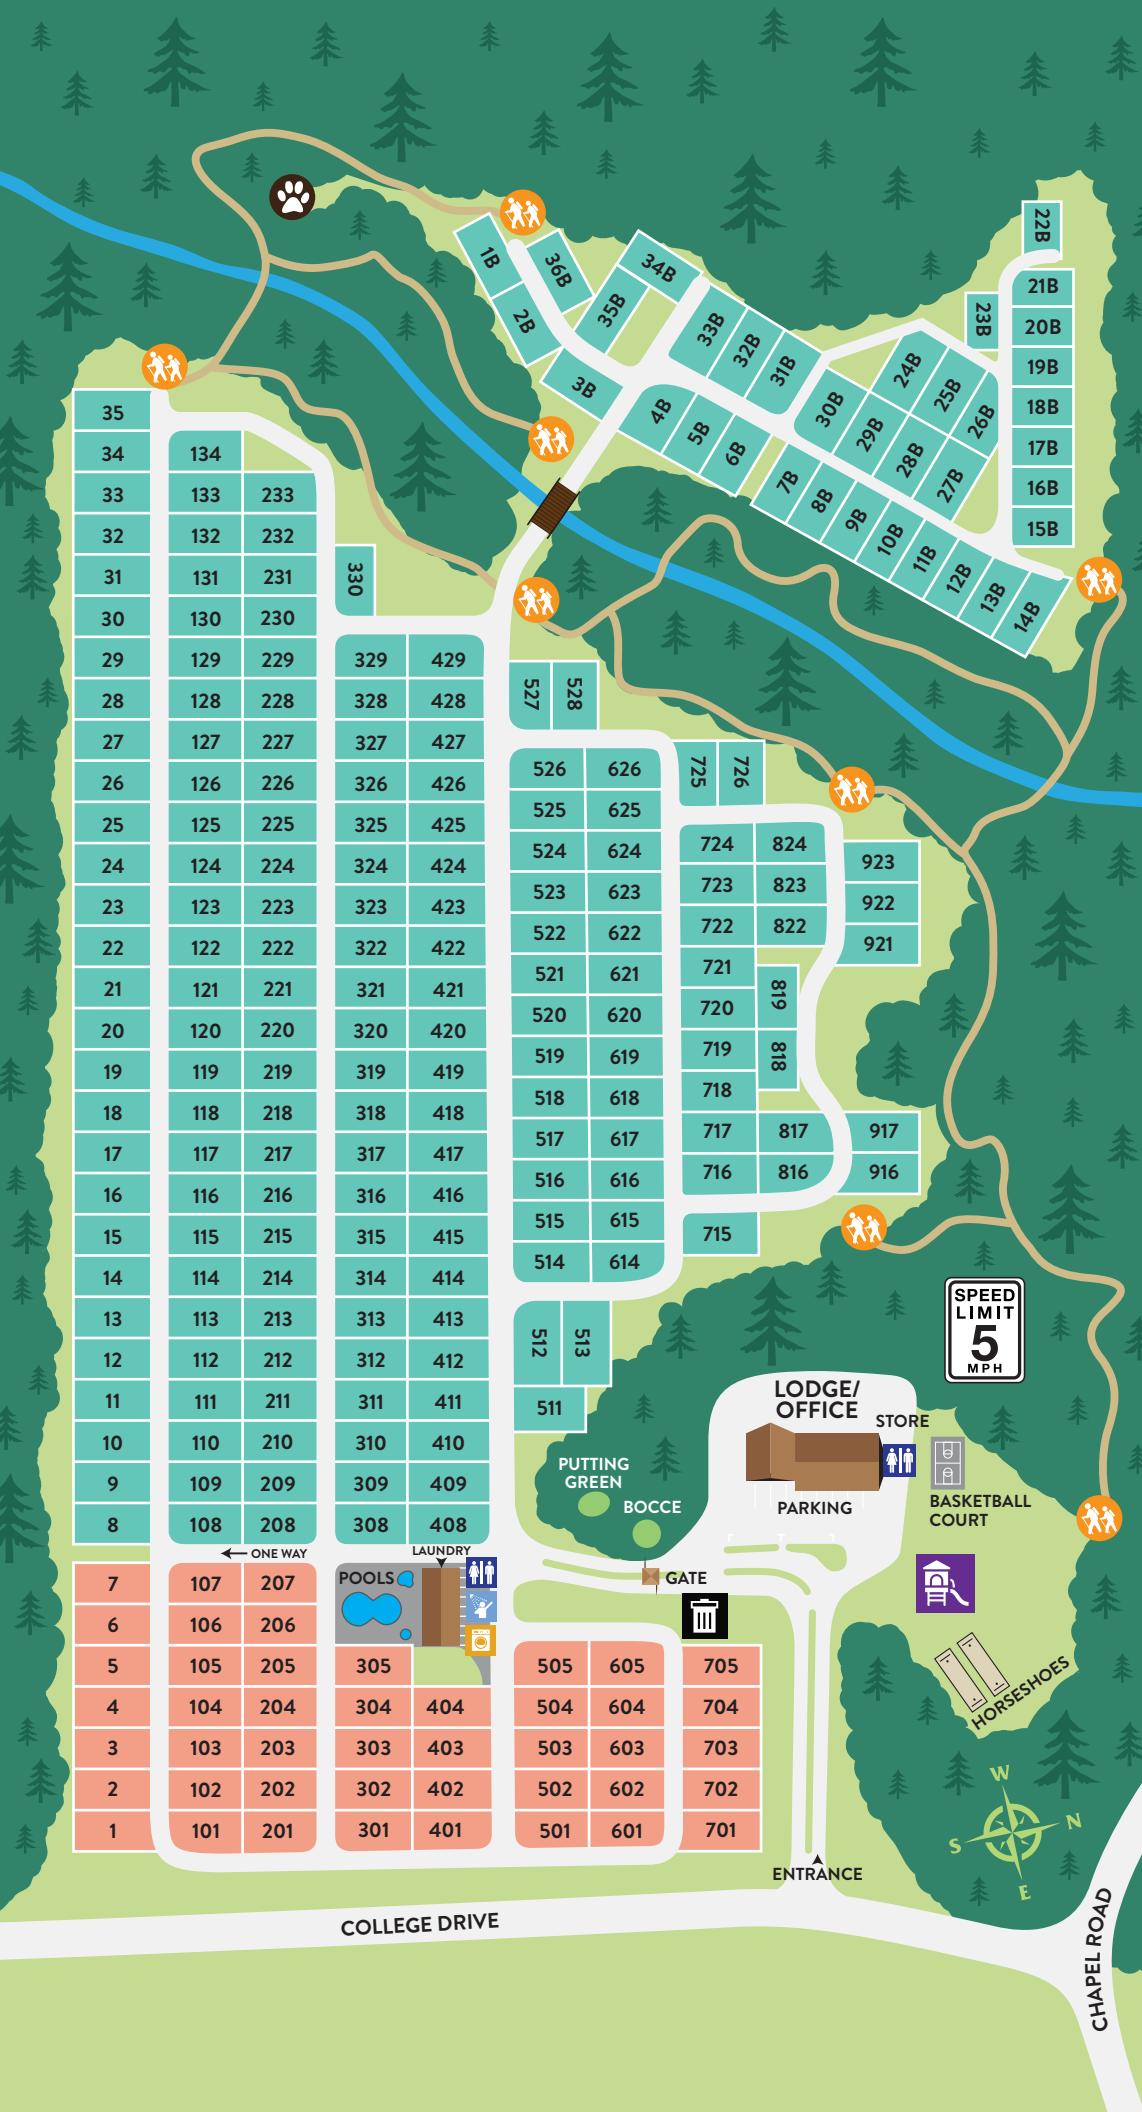 22B
21B
20B
19B
18B
17B
16B
15B
23B
1B
36B
2B
34B
35B
33B
32B
31B
3B
4B
5B
6B
24B
25B
26B
30B
29B
28B
27B
7B
8B
9B
10B
11B
12B
13B
14B
35
34 134
33 133 233
32 132 232
31 131 231 330
30 130 230
29 129 229 329 429
28 128 228 328 428
27 127 227 327 427
26 126 226 326 426
25 125 225 325 425
24 124 224 324 424
23 123 223 323 423
22 122 222 322 422
21 121 221 321 421
20 120 220 320 420
19 119 219 319 419
18 118 218 318 418
17 117 217 317 417
16 116 216 316 416
15 115 215 315 415
14 114 214 314 414
13 113 213 313 413
12 112 212 312 412
11 111 211 311 411
10 110 210 310 410
9 109 209 309 409
8 108 208 308 408
527 528
526 626
525 625
524 624
523 623
522 622
521 621
520 620
519 619
518 618
517 617
516 616
515 615
514 614
512 513
511
725 726
724 824
723 823
722 822
721
720
719
718
819
818
717 817
716 816
715
923
922
921
917
916
SPEED
LIMIT
5
MPH
LODGE/
OFFICE
STORE
PARKING
BASKETBALL
COURT
PUTTING
GREEN
BOCCE
GATE
ONE WAY
LAUNDRY
POOLS
7 107 207
6 106 206
5 105 205 305
4 104 204 304 404
3 103 203 303 403
2 102 202 302 402
1 101 201 301 401
505 605 705
504 604 704
503 603 703
502 602 702
501 601 701
HORSESHOES
W
N
S
E
ENTRANCE
COLLEGE DRIVE
CHAPEL ROAD